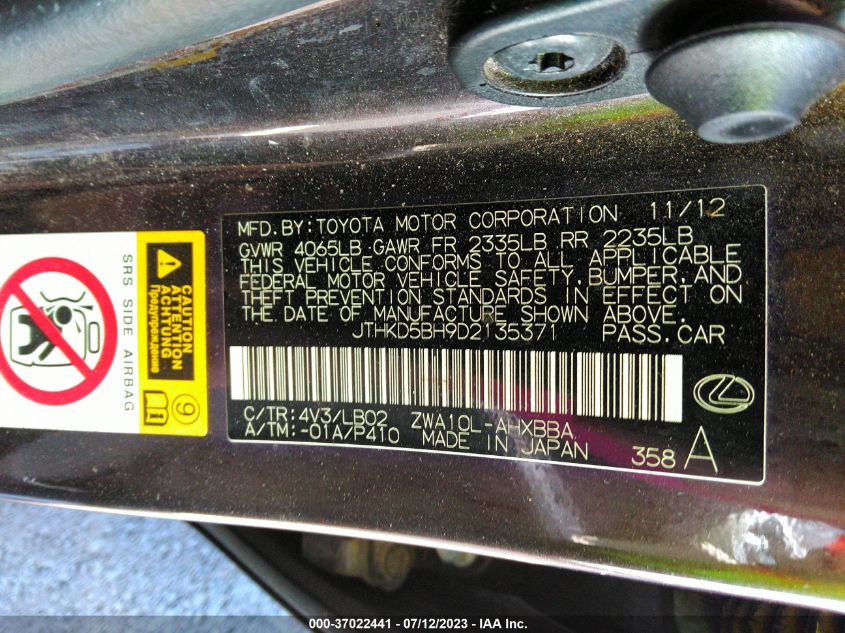 MFD.BY:TOYOTA MOTOR CORPORATION 11/12
GVWR 4065LB GAWR FR 2335LB RR 2235LB
THIS VEHICLE CONFORMS TO ALL APPLICABLE
FEDERAL MOTOR VEHICLE SAFETY, BUMPER, AND
THEFT PREVENTION STANDARDS IN EFFECT ON
THE DATE OF MANUFACTURE SHOWN ABOVE.
JTHKD5BH9D2135371 PASS.CAR
C/TR:4V3/LB02 ZWA10L-AHXBBA
A/TM:-01A/P410 MADE IN JAPAN
358 A
SRS SIDE AIRBAG
CAUTION
ATTENTION
ACHTUNG
Предупреждение
9
000-37022441 - 07/12/2023 - IAA Inc.